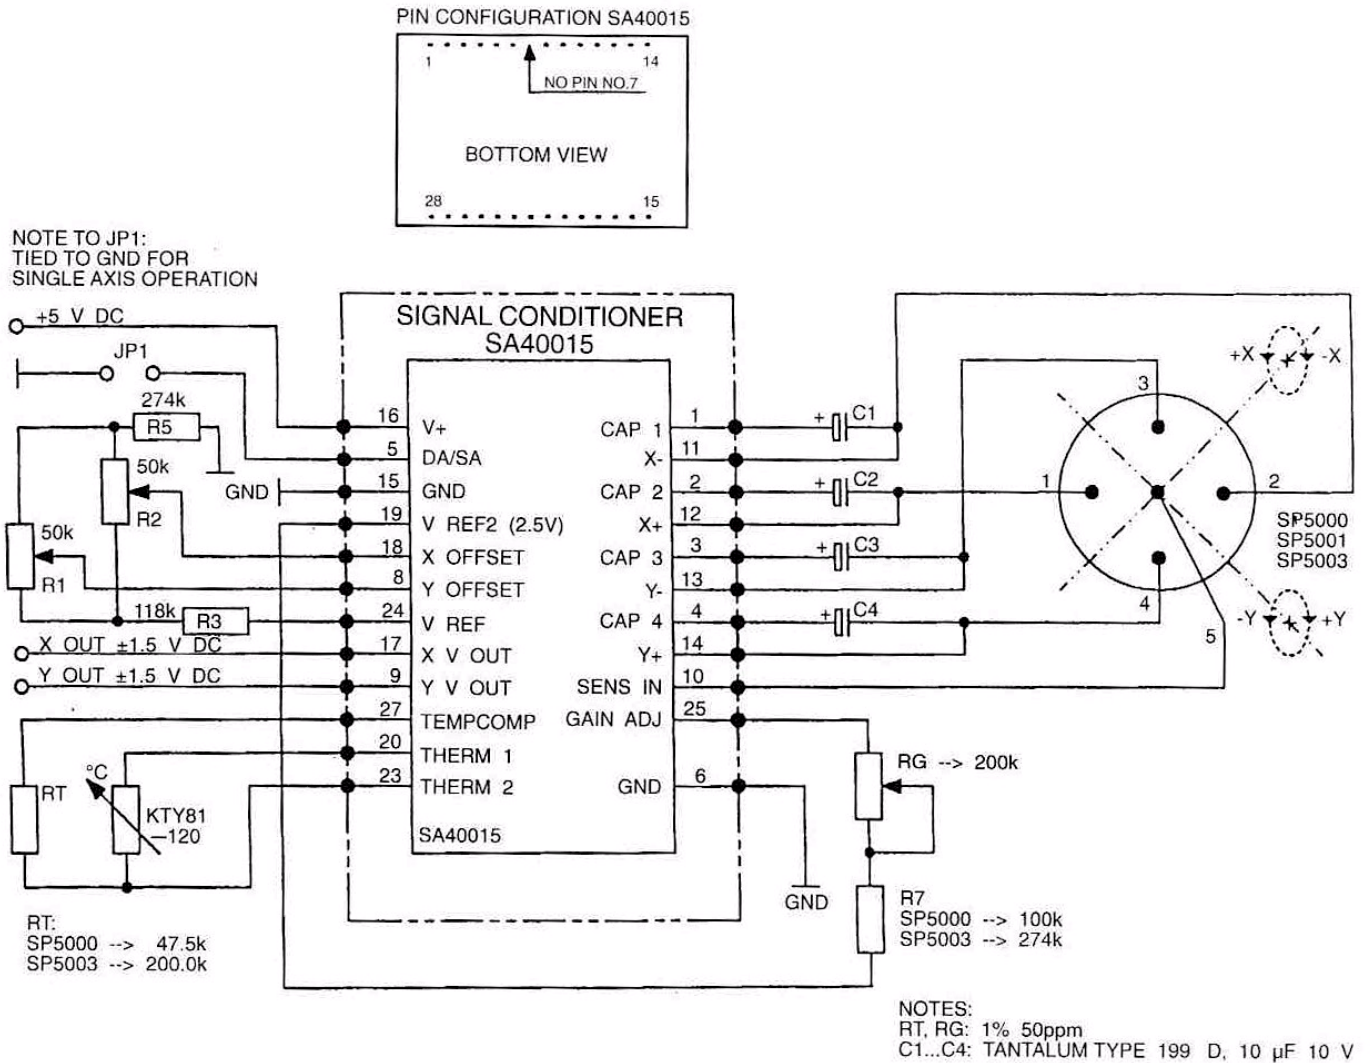 PIN CONFIGURATION SA40015
1
14
NO PIN NO.7
BOTTOM VIEW
28
15
NOTE TO JP1:
TIED TO GND FOR
SINGLE AXIS OPERATION
+5 V DC
JP1
274k
R5
50k
R2
GND
50k
R1
118k
R3
X OUT ±1.5 V DC
Y OUT ±1.5 V DC
RT
°C
KTY81
–120
RT:
SP5000 --> 47.5k
SP5003 --> 200.0k
SIGNAL CONDITIONER
SA40015
16 V+
5 DA/SA
15 GND
19 V REF2 (2.5V)
18 X OFFSET
8 Y OFFSET
24 V REF
17 X V OUT
9 Y V OUT
27 TEMPCOMP
20 THERM 1
23 THERM 2
SA40015
CAP 1 1
X- 11
CAP 2 2
X+ 12
CAP 3 3
Y- 13
CAP 4 4
Y+ 14
SENS IN 10
GAIN ADJ 25
GND 6
+ C1
+ C2
+ C3
+ C4
3
1
2
4
5
+X -X
-Y +Y
SP5000
SP5001
SP5003
RG --> 200k
GND
R7
SP5000 --> 100k
SP5003 --> 274k
NOTES:
RT, RG: 1% 50ppm
C1...C4: TANTALUM TYPE 199 D, 10 µF 10 V